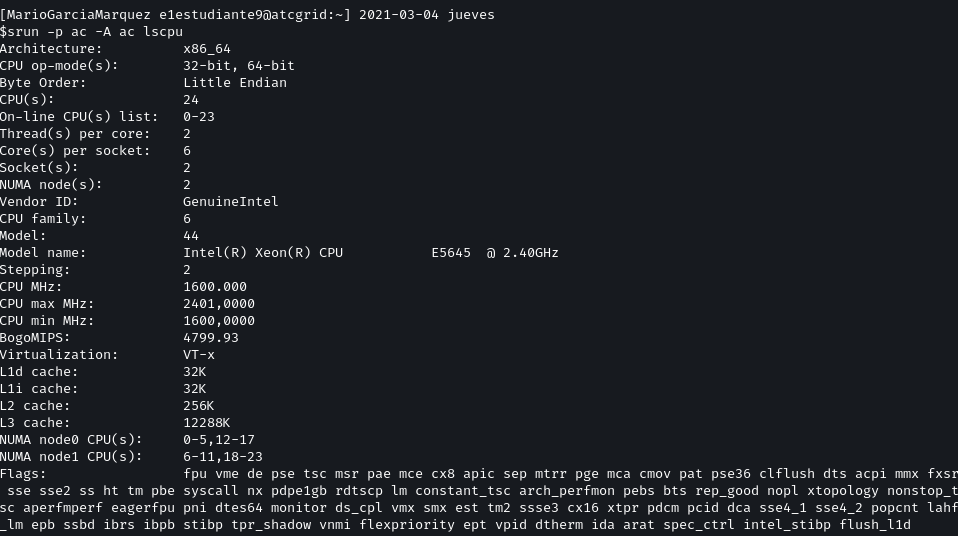 [MarioGarciaMarquez e1estudiante9@atcgrid:~] 2021-03-04 jueves
$srun -p ac -A ac lscpu
Architecture:          x86_64
CPU op-mode(s):        32-bit, 64-bit
Byte Order:            Little Endian
CPU(s):                24
On-line CPU(s) list:   0-23
Thread(s) per core:    2
Core(s) per socket:    6
Socket(s):             2
NUMA node(s):          2
Vendor ID:             GenuineIntel
CPU family:            6
Model:                 44
Model name:            Intel(R) Xeon(R) CPU           E5645  @ 2.40GHz
Stepping:              2
CPU MHz:               1600.000
CPU max MHz:           2401,0000
CPU min MHz:           1600,0000
BogoMIPS:              4799.93
Virtualization:        VT-x
L1d cache:             32K
L1i cache:             32K
L2 cache:              256K
L3 cache:              12288K
NUMA node0 CPU(s):     0-5,12-17
NUMA node1 CPU(s):     6-11,18-23
Flags:                 fpu vme de pse tsc msr pae mce cx8 apic sep mtrr pge mca cmov pat pse36 clflush dts acpi mmx fxsr
 sse sse2 ss ht tm pbe syscall nx pdpe1gb rdtscp lm constant_tsc arch_perfmon pebs bts rep_good nopl xtopology nonstop_t
sc aperfmperf eagerfpu pni dtes64 monitor ds_cpl vmx smx est tm2 ssse3 cx16 xtpr pdcm pcid dca sse4_1 sse4_2 popcnt lahf
_lm epb ssbd ibrs ibpb stibp tpr_shadow vnmi flexpriority ept vpid dtherm ida arat spec_ctrl intel_stibp flush_l1d